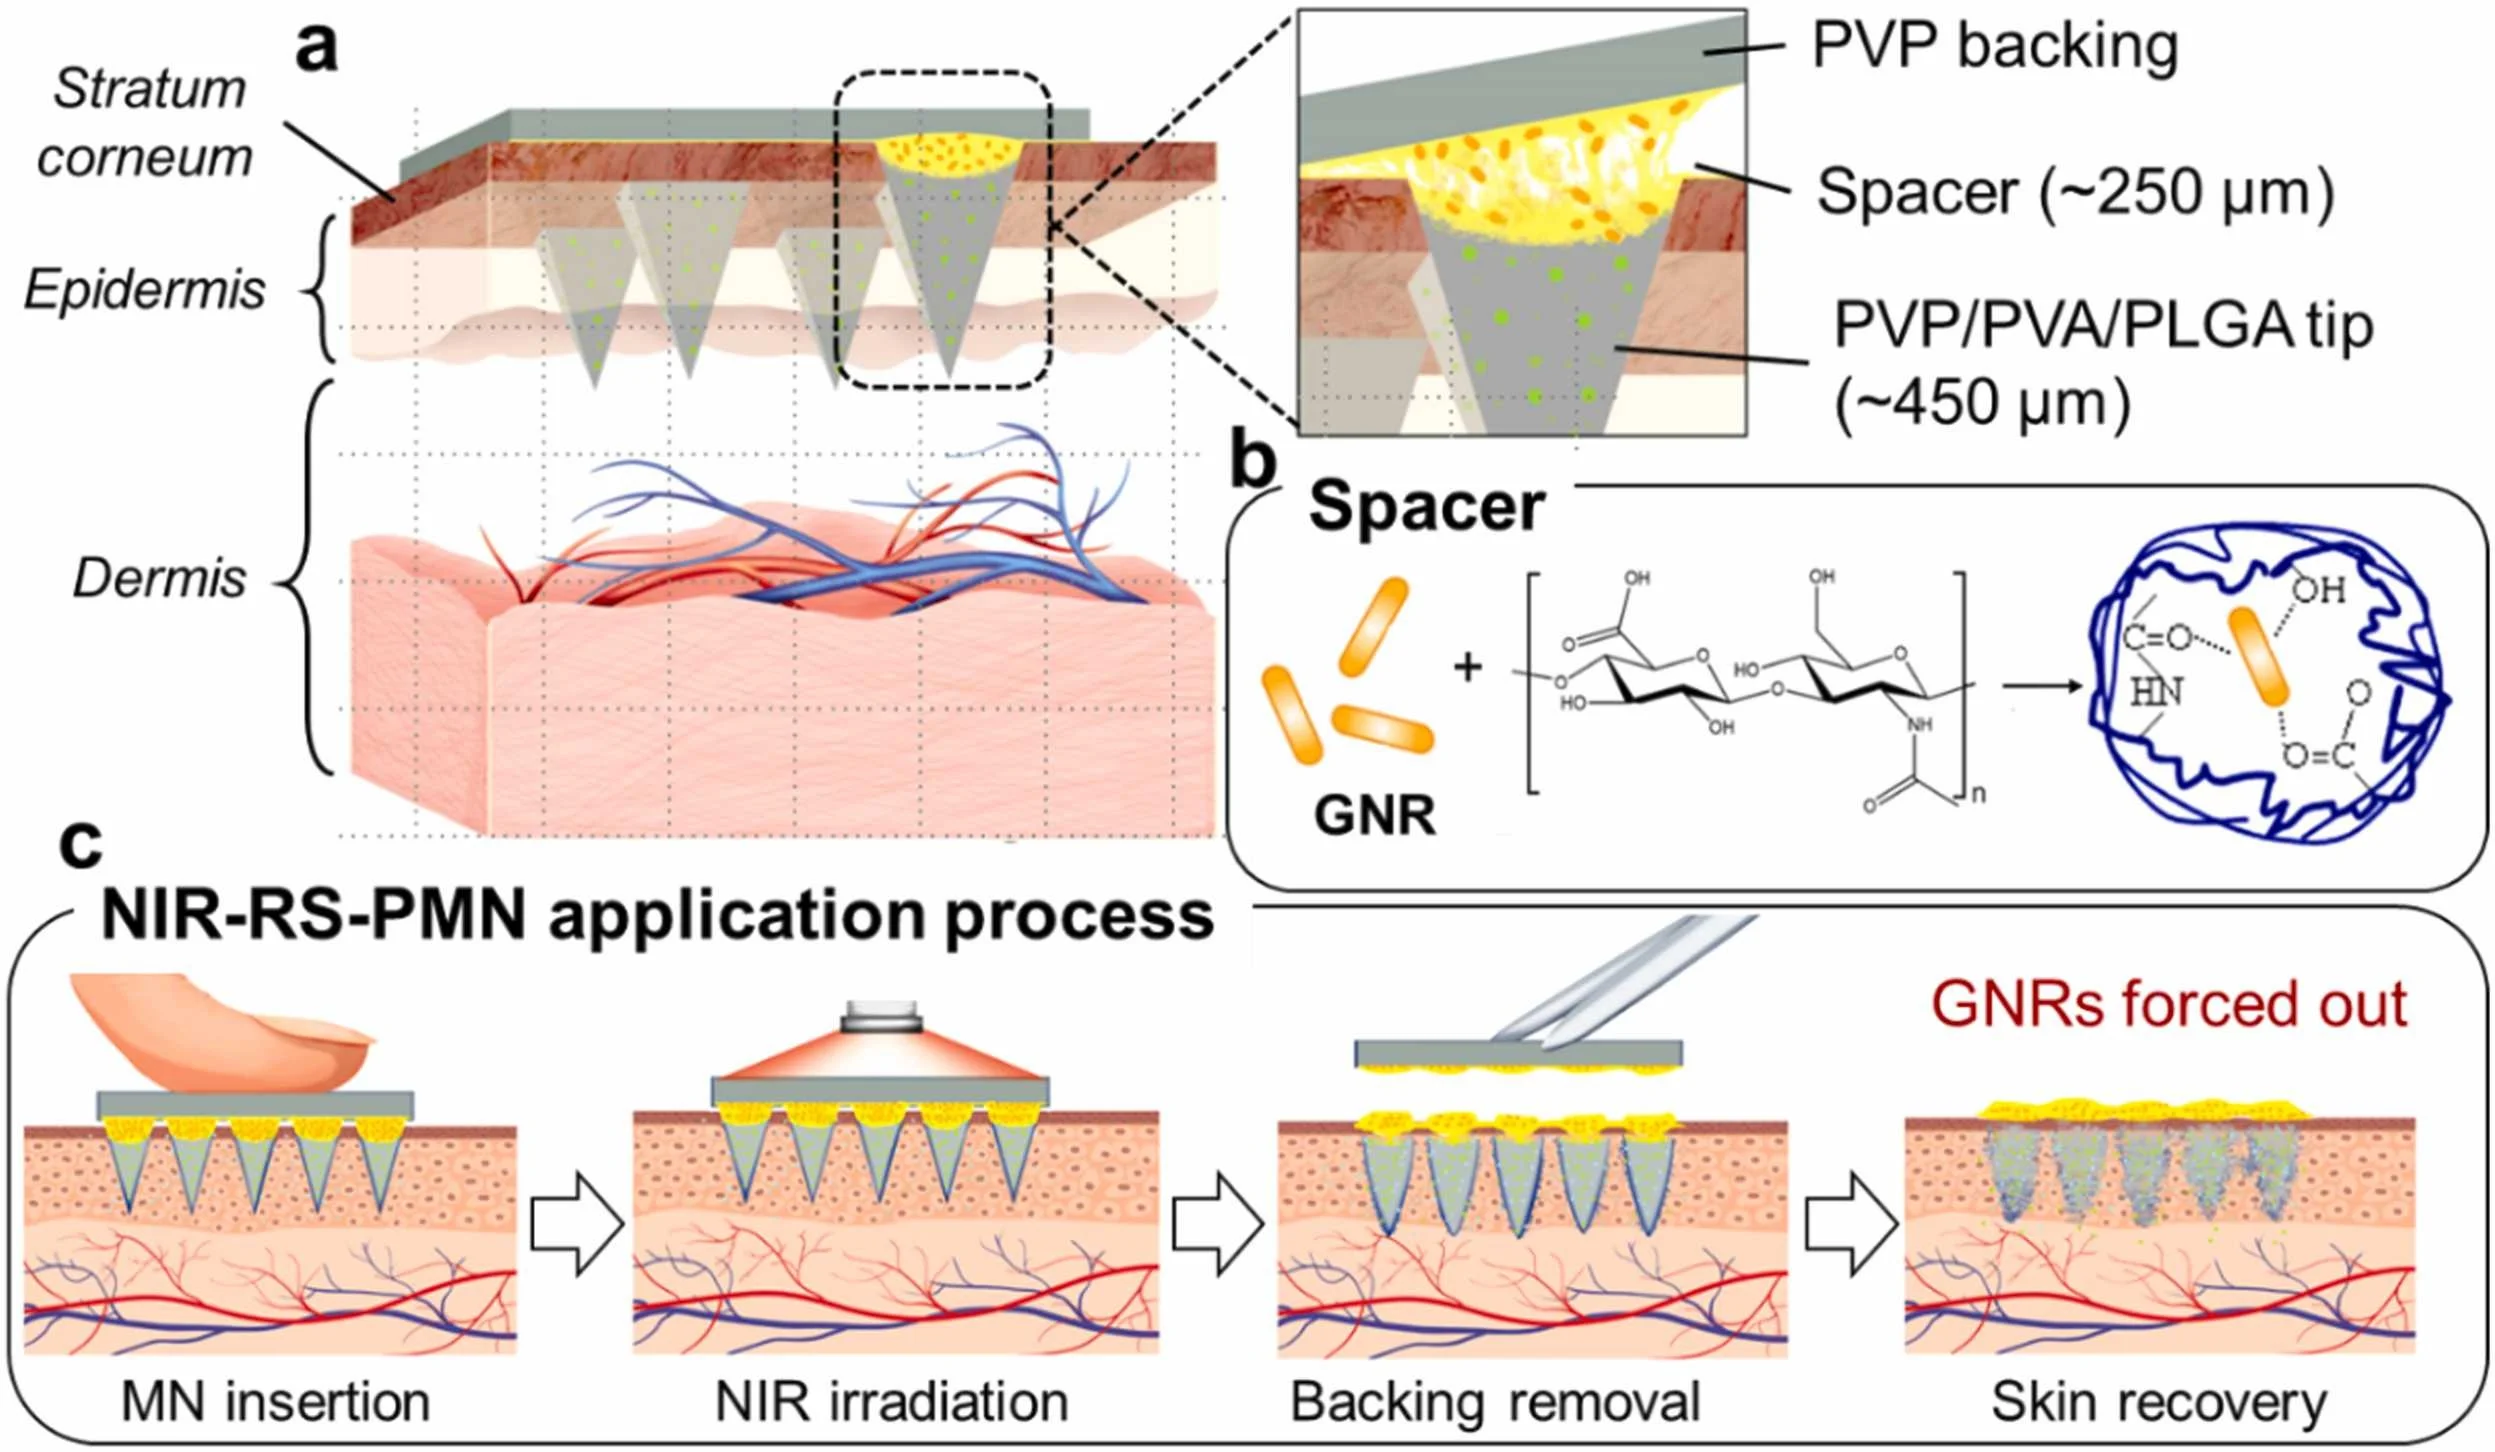 a
Stratum
corneum
Epidermis
Dermis
PVP backing
Spacer (~250 µm)
PVP/PVA/PLGA tip
(~450 µm)
b
Spacer
GNR
+
OH
O
O
HO
OH
O
O
HO
OH
O
NH
O
n
OH
C=O
HN
O
O=C
c
NIR-RS-PMN application process
GNRs forced out
MN insertion
NIR irradiation
Backing removal
Skin recovery